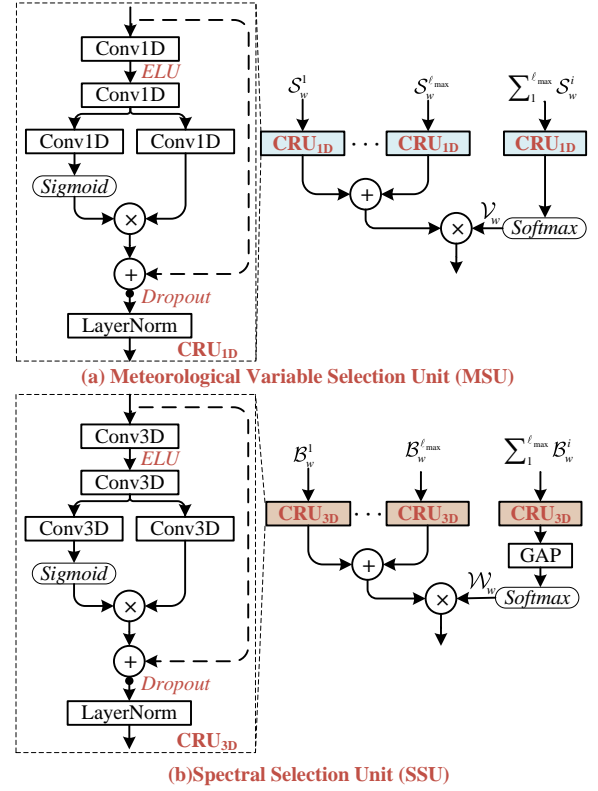 Conv1D
ELU
Conv1D
Conv1D Conv1D
Sigmoid
×
+
Dropout
LayerNorm
CRU1D
𝒮_w^1 𝒮_w^{ℓmax} ∑_1^{ℓmax} 𝒮_w^i
CRU1D ··· CRU1D CRU1D
+
× 𝒱_w Softmax
(a) Meteorological Variable Selection Unit (MSU)
Conv3D
ELU
Conv3D
Conv3D Conv3D
Sigmoid
×
+
Dropout
LayerNorm
CRU3D
ℬ_w^1 ℬ_w^{ℓmax} ∑_1^{ℓmax} ℬ_w^i
CRU3D ··· CRU3D CRU3D
GAP
+
× 𝒲_w Softmax
(b)Spectral Selection Unit (SSU)